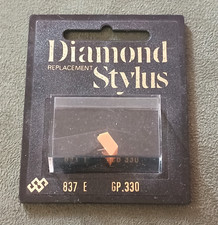 Diamond
REPLACEMENT
Stylus
837 E GP.330